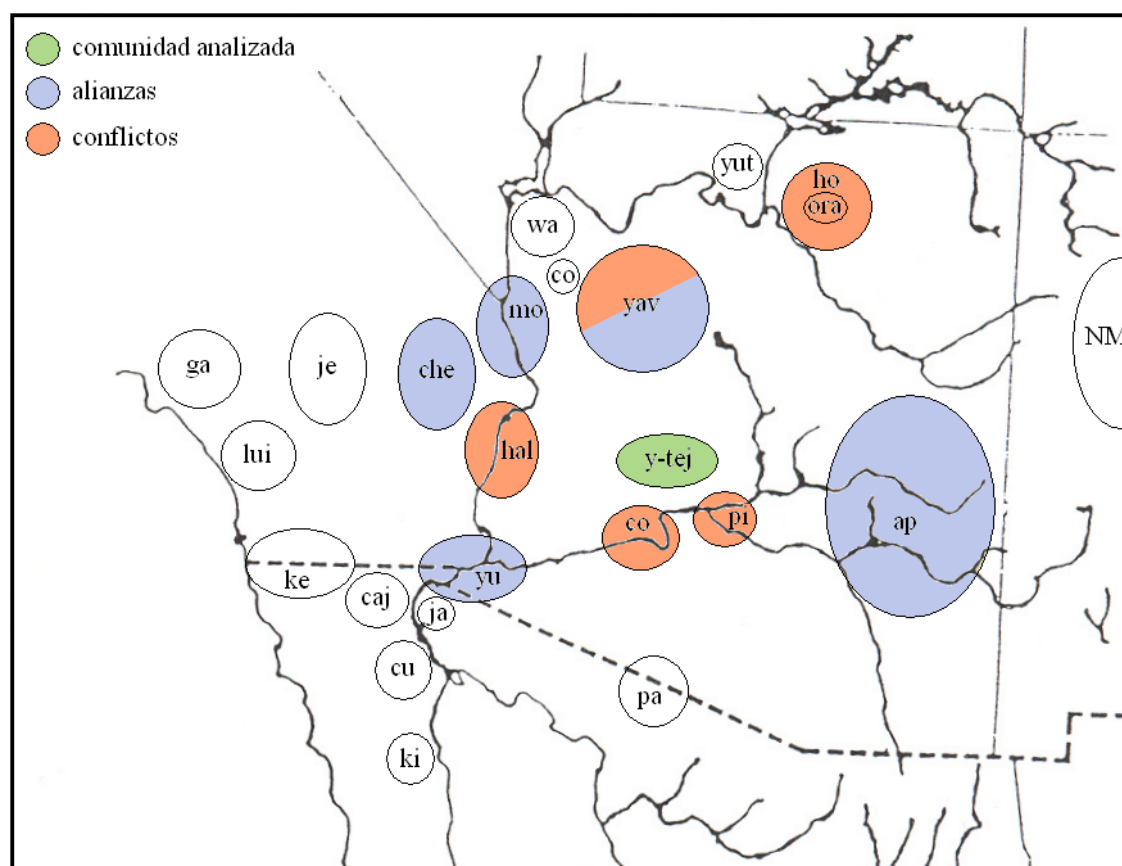 comunidad analizada
alianzas
conflictos
yut
ho
ora
wa
co
mo
yav
NM
ga
je
che
lui
hal
y-tej
co
pi
ap
ke
yu
caj
ja
cu
pa
ki